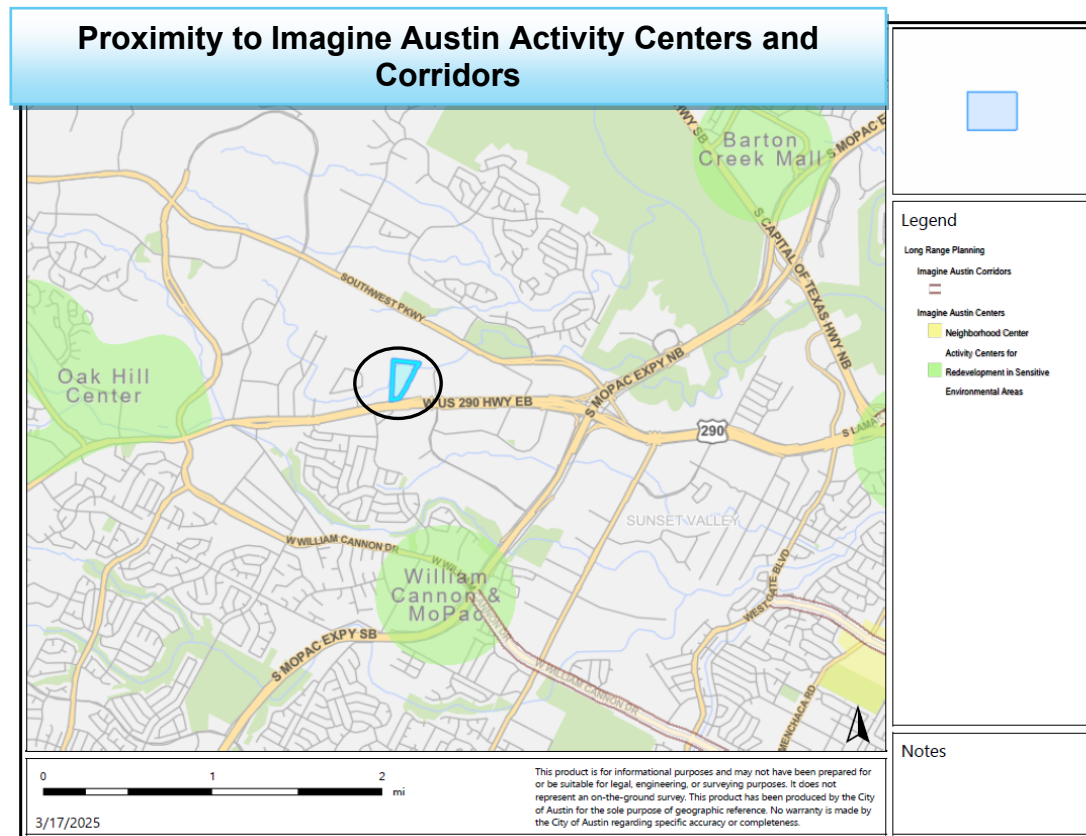 Proximity to Imagine Austin Activity Centers and
Corridors
HWY SB
Barton
Creek Mall
S MOPAC E
S CAPITAL OF TEXAS HWY NB
SOUTHWEST PKWY
Oak Hill
Center
W US 290 HWY EB
S MOPAC EXPY NB
290
S LAMA
SUNSET VALLEY
W WILLIAM CANNON DR
William
Cannon &
MoPac
W WILLIAM CANNON DR
WEST GATE BLVD
S MOPAC EXPY SB
W WILLIAM CANNON DR
MENCHACA RD
Legend
Long Range Planning
Imagine Austin Corridors
Imagine Austin Centers
Neighborhood Center
Activity Centers for
Redevelopment in Sensitive
Environmental Areas
Notes
0 1 2
mi
3/17/2025
This product is for informational purposes and may not have been prepared for
or be suitable for legal, engineering, or surveying purposes. It does not
represent an on-the-ground survey. This product has been produced by the City
of Austin for the sole purpose of geographic reference. No warranty is made by
the City of Austin regarding specific accuracy or completeness.